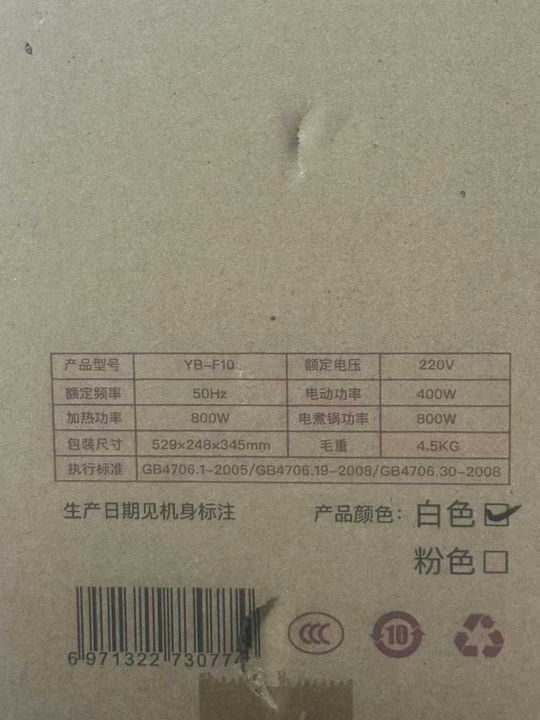 产品型号 YB-F10 额定电压 220V
额定频率 50Hz 电动功率 400W
加热功率 800W 电煮锅功率 800W
包装尺寸 529×248×345mm 毛重 4.5KG
执行标准 GB4706.1-2005/GB4706.19-2008/GB4706.30-2008
生产日期见机身标注 产品颜色：白色
粉色
6 971322 730774
CCC 10